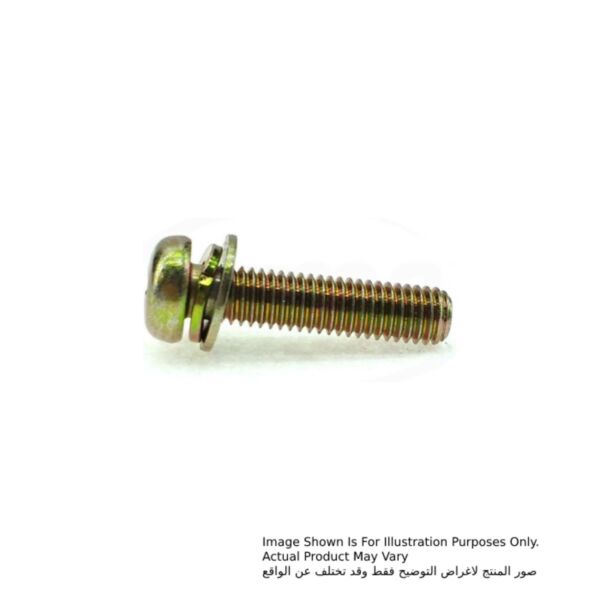 Image Shown Is For Illustration Purposes Only.
Actual Product May Vary
صور المنتج لاغراض التوضيح فقط وقد تختلف عن الواقع